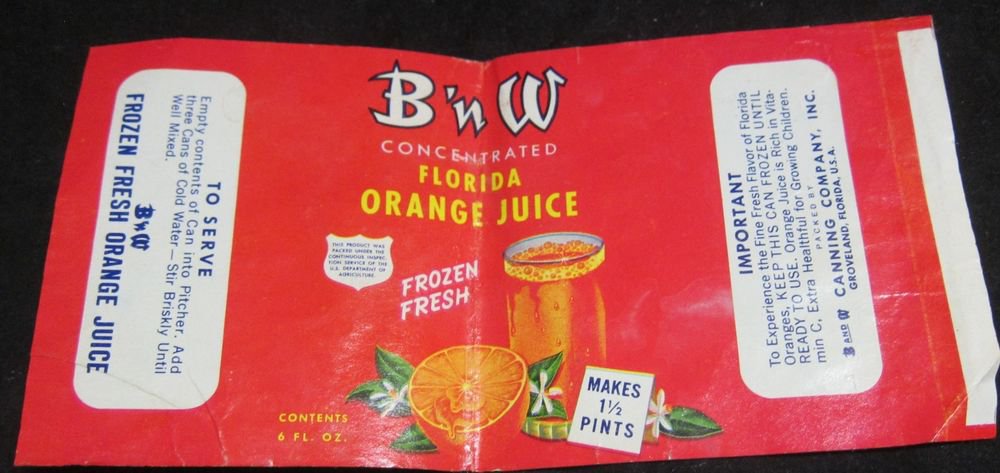 TO SERVE
Empty contents of Can into Pitcher. Add
three Cans of Cold Water — Stir Briskly Until
Well Mixed.
B'n W
FROZEN FRESH ORANGE JUICE
B 'n W
CONCENTRATED
FLORIDA
ORANGE JUICE
THIS PRODUCT WAS
PACKED UNDER THE
CONTINUOUS INSPEC-
TION SERVICE OF THE
U.S. DEPARTMENT OF
AGRICULTURE.
FROZEN
FRESH
MAKES
1½
PINTS
CONTENTS
6 FL. OZ.
IMPORTANT
To Experience the Fine Fresh Flavor of Florida
Oranges, KEEP THIS CAN FROZEN UNTIL
READY TO USE. Orange Juice is Rich in Vita-
min C, Extra Healthful for Growing Children.
PACKED BY
B AND W CANNING COMPANY, INC.
GROVELAND, FLORIDA, U.S.A.